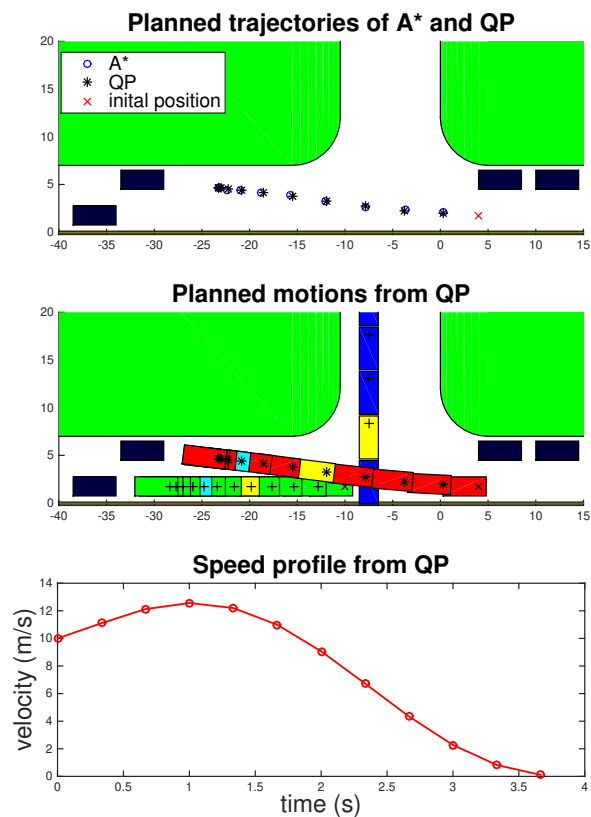 Planned trajectories of A* and QP
20
15
10
5
0
A*
QP
inital position
-40 -35 -30 -25 -20 -15 -10 -5 0 5 10 15
Planned motions from QP
20
15
10
5
0
-40 -35 -30 -25 -20 -15 -10 -5 0 5 10 15
Speed profile from QP
14
12
10
8
6
4
2
0
velocity (m/s)
0 0.5 1 1.5 2 2.5 3 3.5 4
time (s)